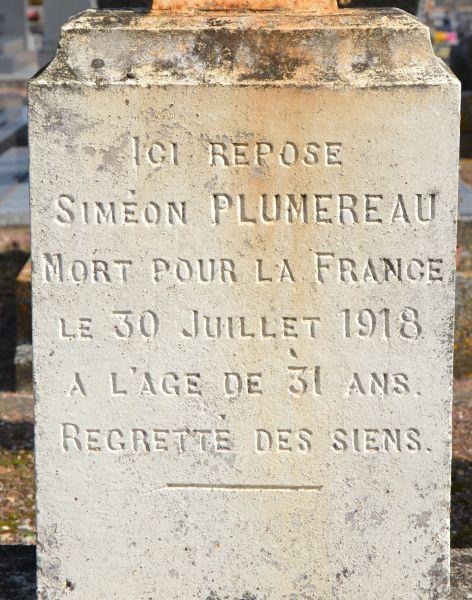 ICI REPOSE
SIMÉON PLUMEREAU
MORT POUR LA FRANCE
LE 30 JUILLET 1918
A L'AGE DE 31 ANS.
REGRETTÉ DES SIENS.